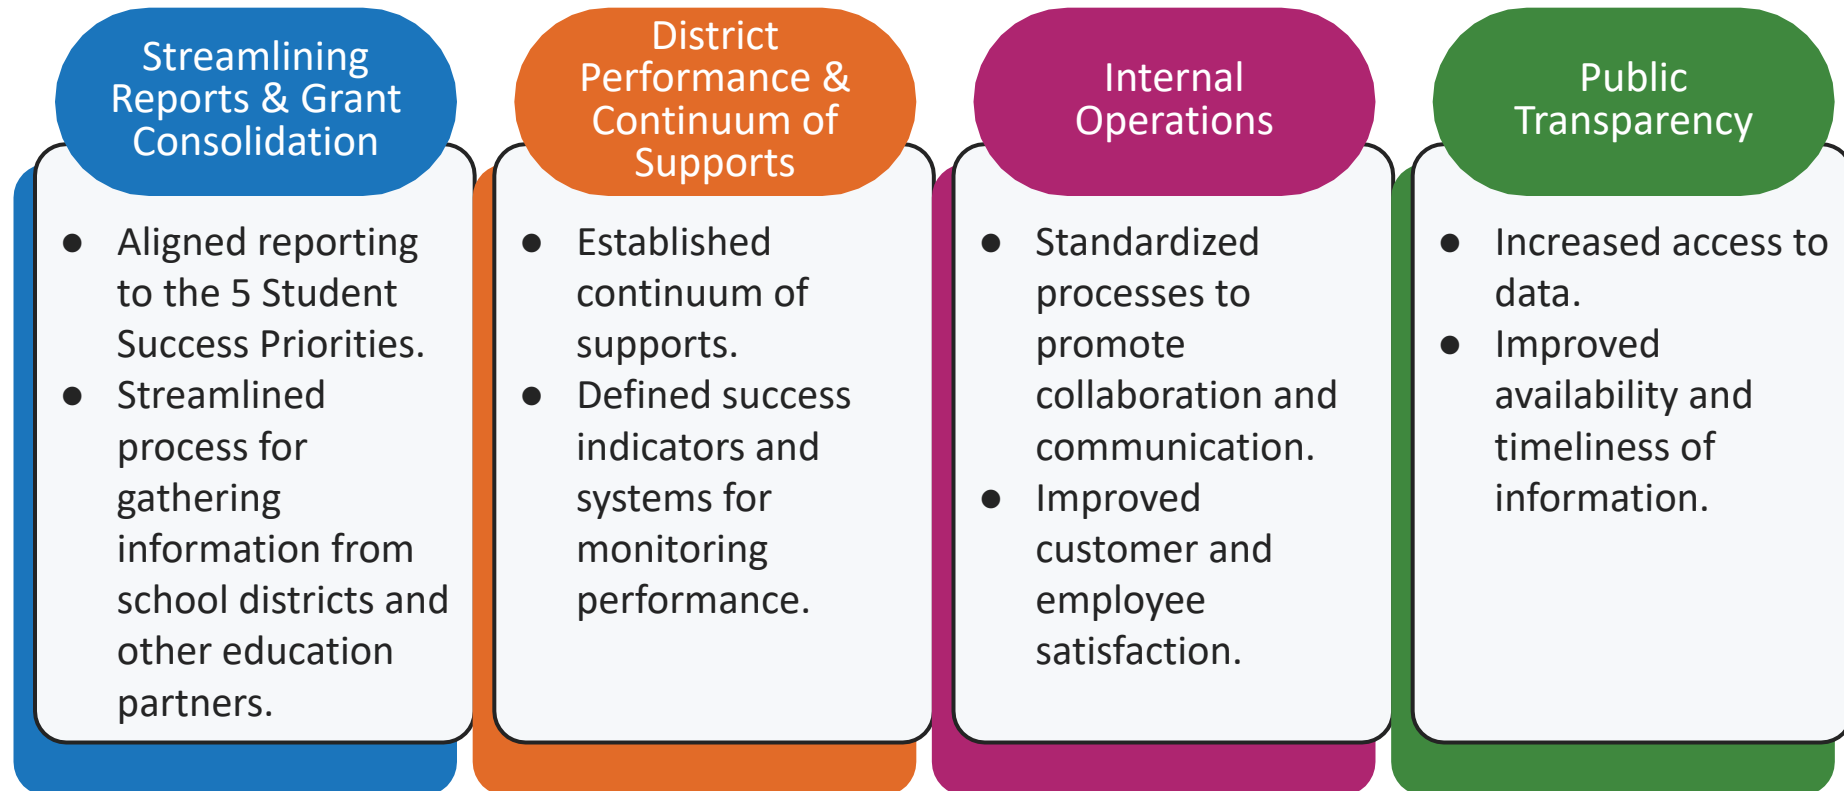 Streamlining
Reports & Grant
Consolidation
● Aligned reporting
to the 5 Student
Success Priorities.
● Streamlined
process for
gathering
information from
school districts and
other education
partners.
District
Performance &
Continuum of
Supports
● Established
continuum of
supports.
● Defined success
indicators and
systems for
monitoring
performance.
Internal
Operations
● Standardized
processes to
promote
collaboration and
communication.
● Improved
customer and
employee
satisfaction.
Public
Transparency
● Increased access to
data.
● Improved
availability and
timeliness of
information.